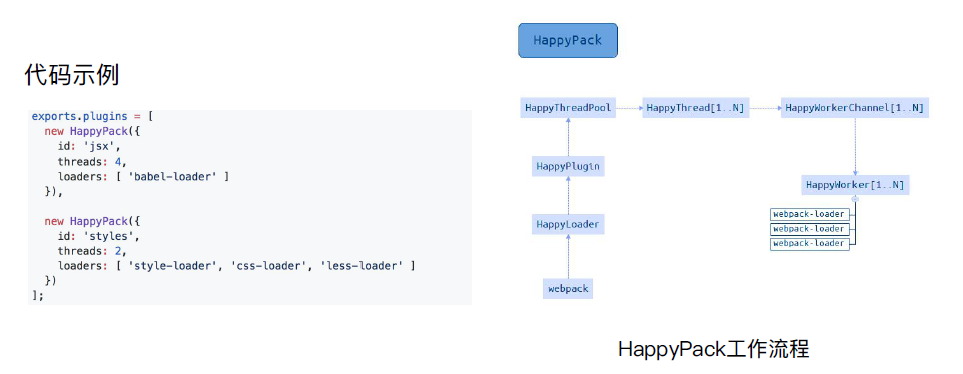 代码示例
exports.plugins = [
  new HappyPack({
    id: 'jsx',
    threads: 4,
    loaders: [ 'babel-loader' ]
  }),

  new HappyPack({
    id: 'styles',
    threads: 2,
    loaders: [ 'style-loader', 'css-loader', 'less-loader' ]
  })
];
HappyPack
HappyThreadPool
HappyThread[1..N]
HappyWorkerChannel[1..N]
HappyPlugin
HappyWorker[1..N]
webpack-loader
webpack-loader
webpack-loader
HappyLoader
webpack
HappyPack工作流程